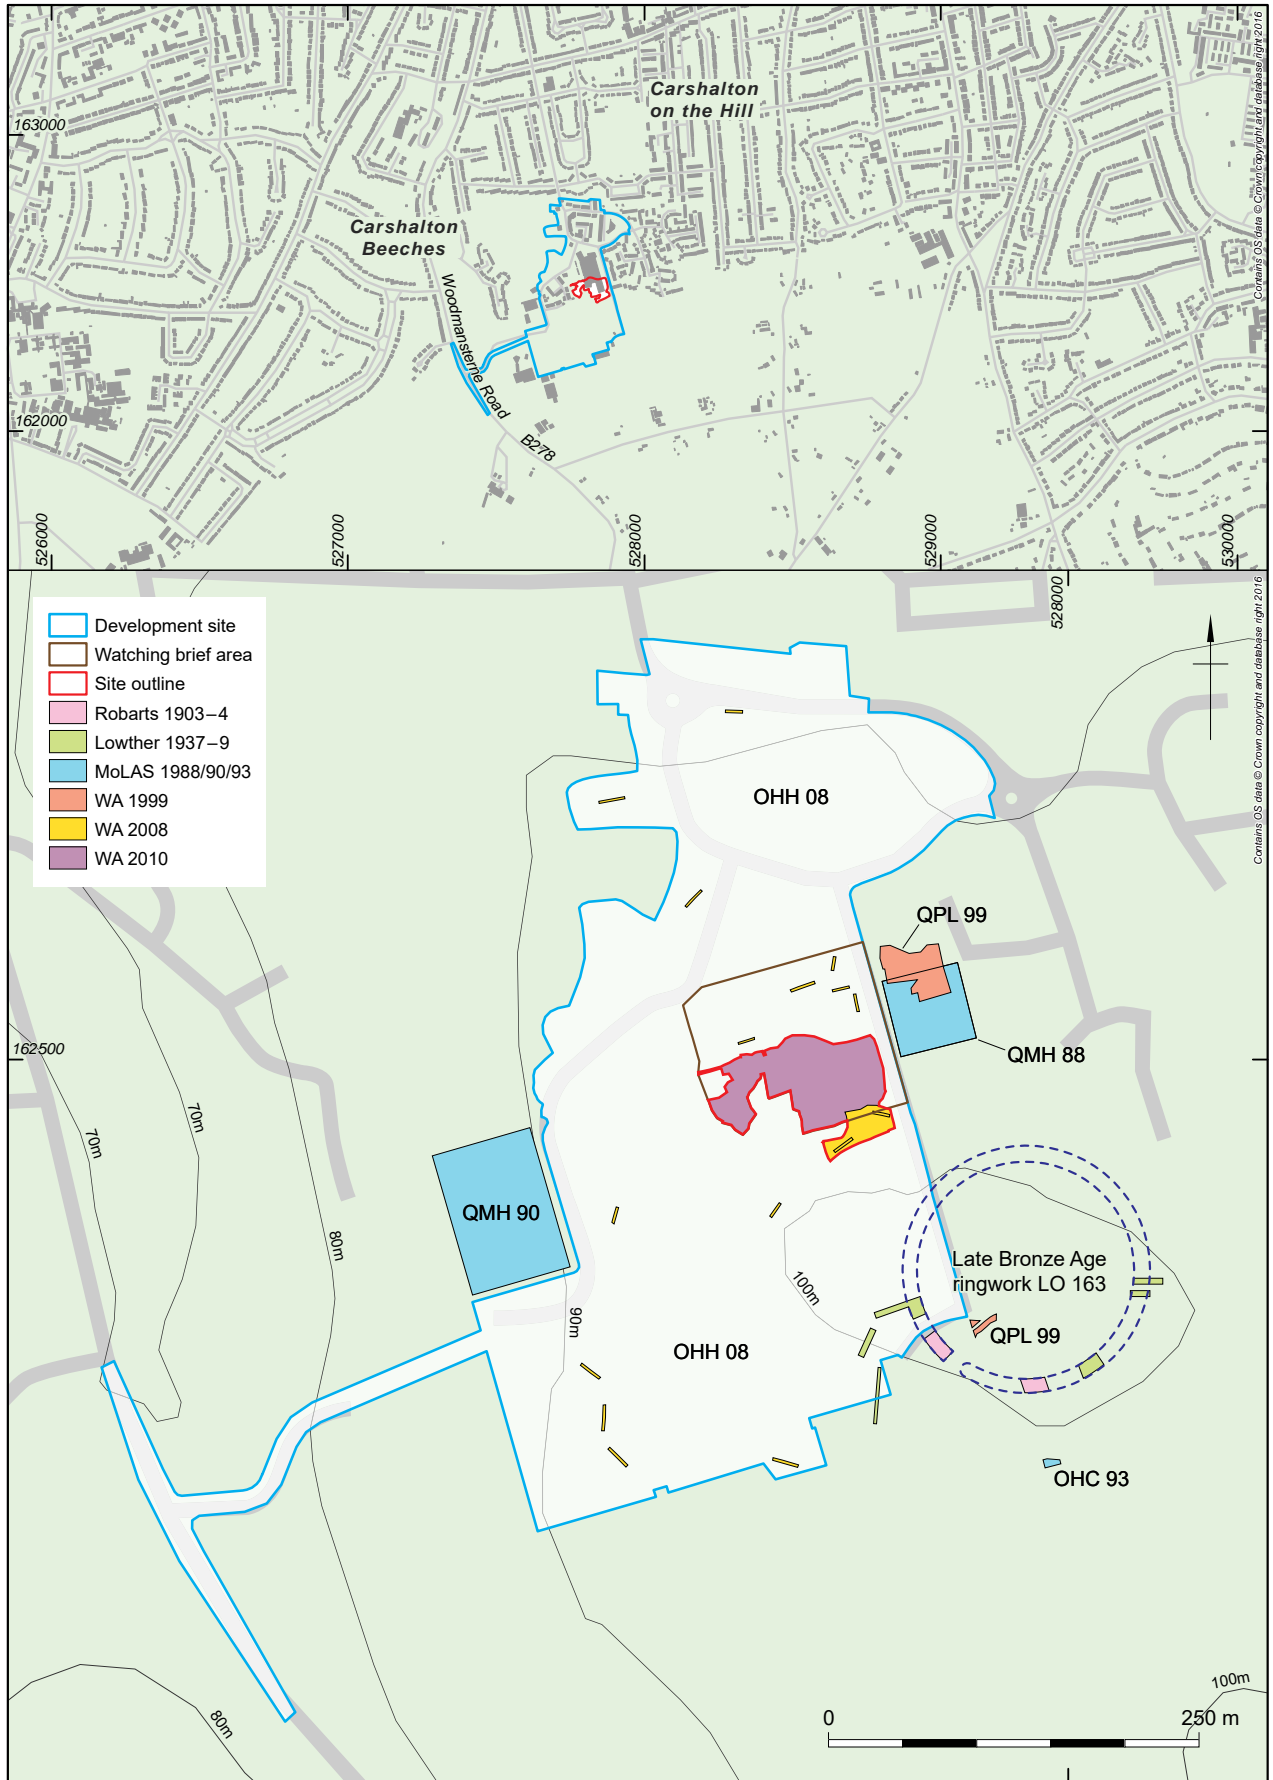 Carshalton
on the Hill
163000
Carshalton
Beeches
Woodmansterne Road
162000
B278
526000
527000
528000
529000
530000
Contains OS data © Crown copyright and database right 2016
528000
Contains OS data © Crown copyright and database right 2016
Development site
Watching brief area
Site outline
Robarts 1903–4
Lowther 1937–9
MoLAS 1988/90/93
WA 1999
WA 2008
WA 2010
OHH 08
QPL 99
QMH 88
162500
70m
70m
QMH 90
80m
Late Bronze Age
ringwork LO 163
100m
90m
QPL 99
OHH 08
OHC 93
100m
80m
0
250 m